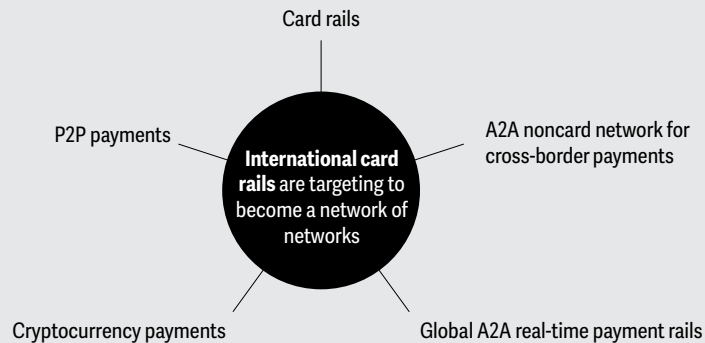 Card rails
P2P payments
A2A noncard network for
cross-border payments
International card
rails are targeting to
become a network of
networks
Cryptocurrency payments
Global A2A real-time payment rails